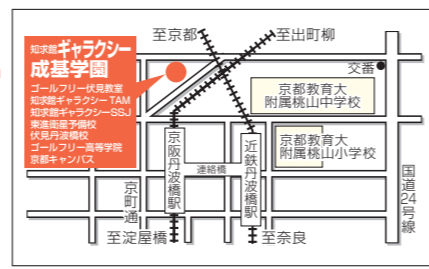 知求館ギャラクシー
成基学園
ゴールフリー伏見教室
知求館ギャラクシーTAM
知求館ギャラクシーSSJ
東進衛星予備校
伏見丹波橋校
ゴールフリー高等学院
京都キャンパス
至京都
至出町柳
交番
京都教育大
附属桃山中学校
京都教育大
附属桃山小学校
京阪丹波橋駅
連絡橋
近鉄丹波橋駅
京町通
国道24号線
至淀屋橋
至奈良